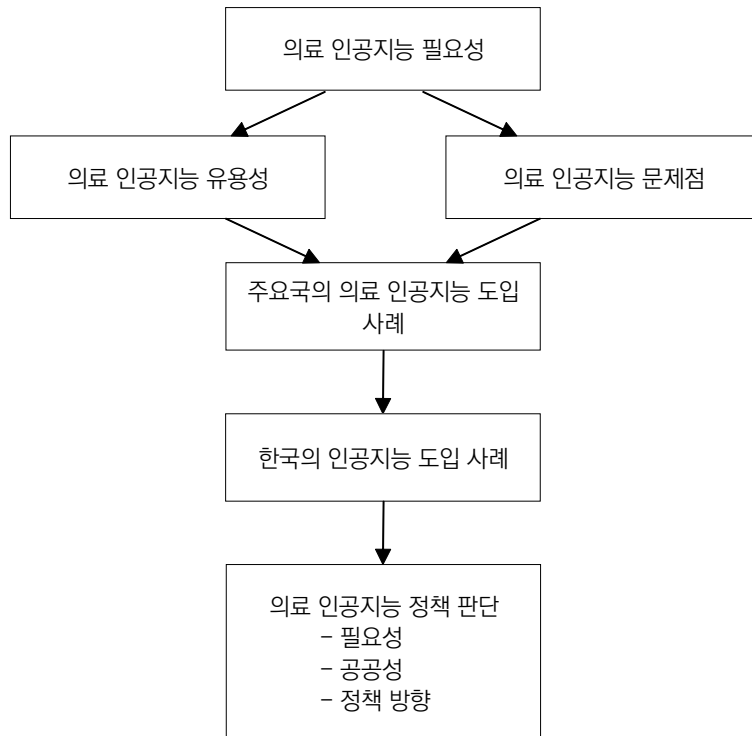 의료 인공지능 필요성
의료 인공지능 유용성
의료 인공지능 문제점
주요국의 의료 인공지능 도입
사례
한국의 인공지능 도입 사례
의료 인공지능 정책 판단
- 필요성
- 공공성
- 정책 방향